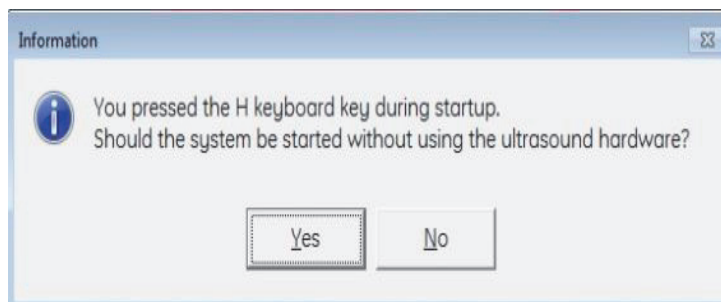 Information
You pressed the H keyboard key during startup.
Should the system be started without using the ultrasound hardware?
Yes
No